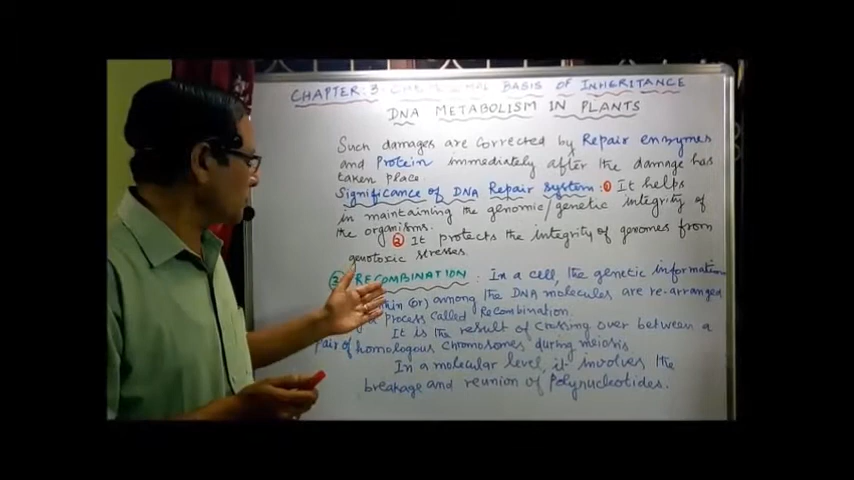 CHAPTER: 3 BASIS OF INHERITANCE
DNA METABOLISM IN PLANTS
Such damages are corrected by Repair enzymes
and Protein immediately after the damage has
taken place.
Significance of DNA Repair system: ① It helps
in maintaining the genomic/genetic integrity of
the organisms.
② It protects the integrity of genomes from
genotoxic stresses.
③ RECOMBINATION : In a cell, the genetic information
(or) among the DNA molecules are re-arranged
a process called Recombination.
It is the result of crossing over between a
pair of homologous chromosomes during meiosis
In a molecular level, it involves the
breakage and reunion of polynucleotides.